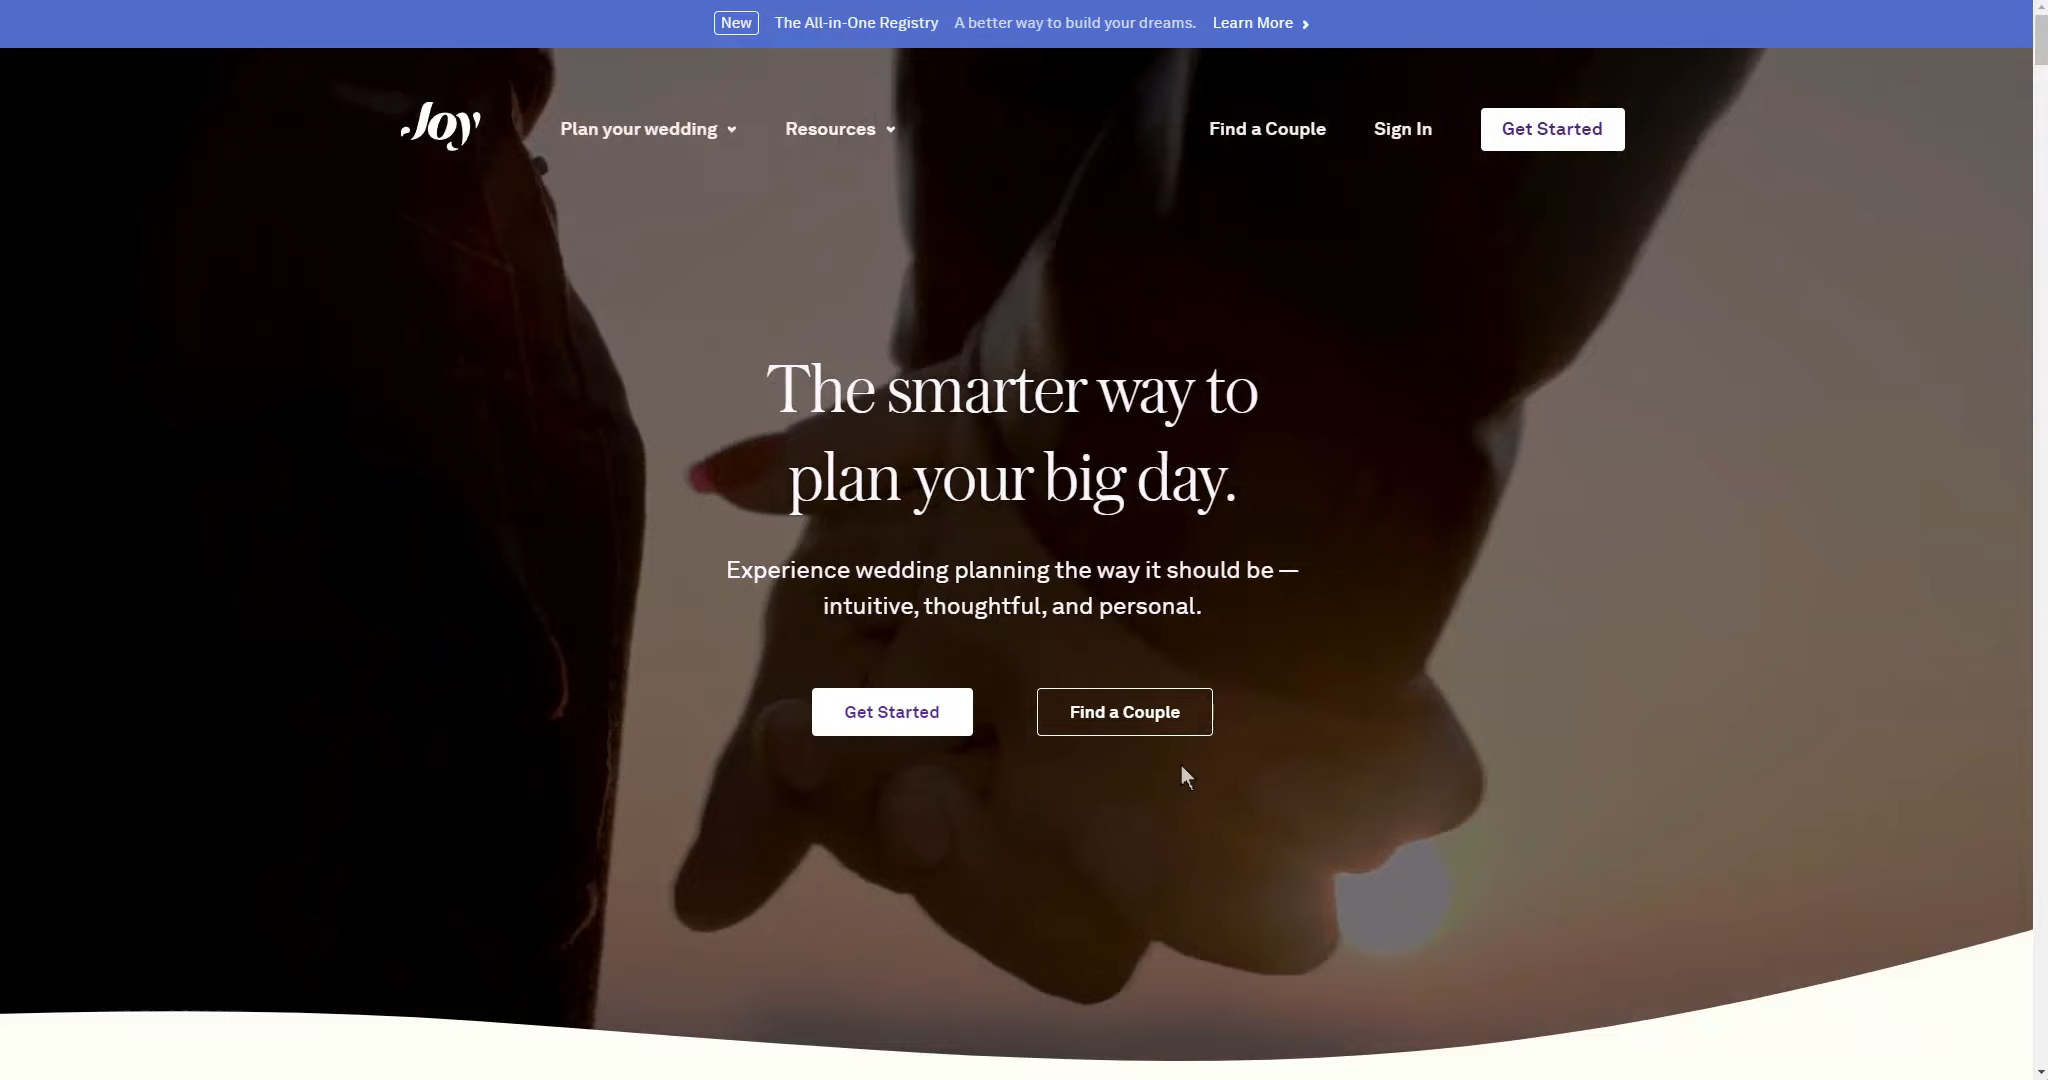 New The All-in-One Registry A better way to build your dreams. Learn More
Joy Plan your wedding Resources Find a Couple Sign In Get Started
The smarter way to
plan your big day.
Experience wedding planning the way it should be —
intuitive, thoughtful, and personal.
Get Started Find a Couple